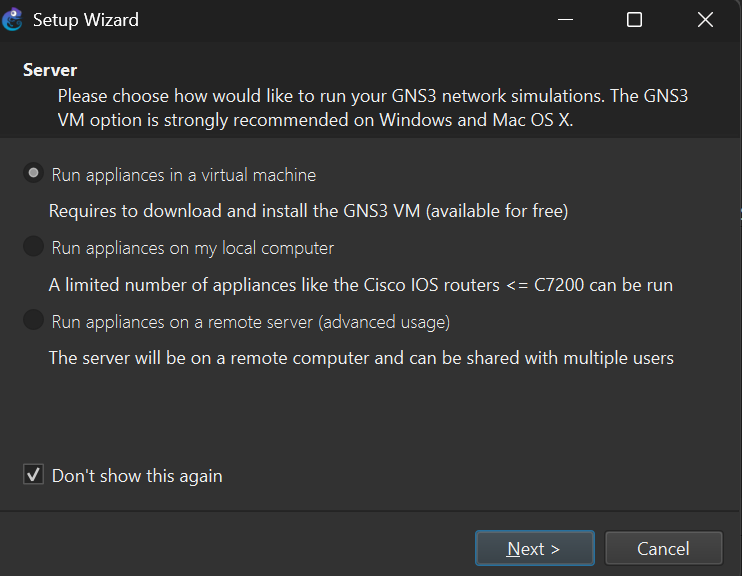 Setup Wizard
Server
Please choose how would like to run your GNS3 network simulations. The GNS3
VM option is strongly recommended on Windows and Mac OS X.
Run appliances in a virtual machine
Requires to download and install the GNS3 VM (available for free)
Run appliances on my local computer
A limited number of appliances like the Cisco IOS routers <= C7200 can be run
Run appliances on a remote server (advanced usage)
The server will be on a remote computer and can be shared with multiple users
Don't show this again
Next >
Cancel